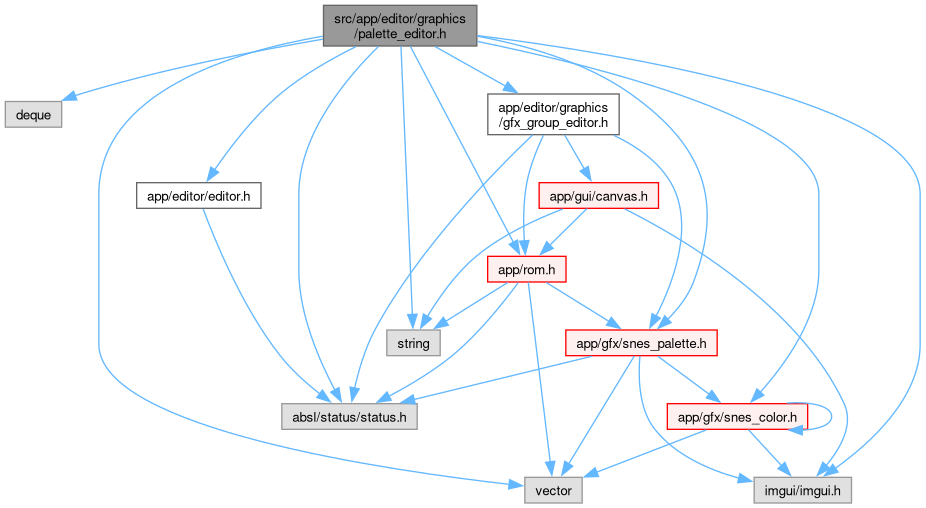 src/app/editor/graphics
/palette_editor.h
deque
app/editor/graphics
/gfx_group_editor.h
app/editor/editor.h
app/gui/canvas.h
app/rom.h
string
app/gfx/snes_palette.h
absl/status/status.h
app/gfx/snes_color.h
vector
imgui/imgui.h